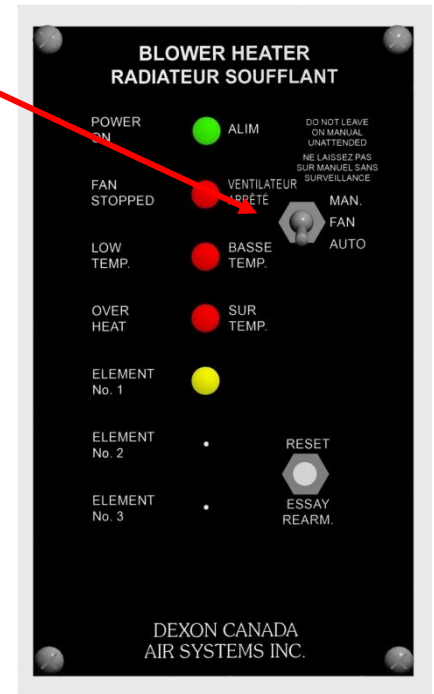 BLOWER HEATER
RADIATEUR SOUFFLANT
POWER
ON
ALIM
DO NOT LEAVE
ON MANUAL
UNATTENDED
NE LAISSEZ PAS
SUR MANUEL SANS
SURVEILLANCE
FAN
STOPPED
VENTILATEUR
ARRÊTÉ
MAN.
FAN
AUTO
LOW
TEMP.
BASSE
TEMP.
OVER
HEAT
SUR
TEMP.
ELEMENT
No. 1
ELEMENT
No. 2
RESET
ELEMENT
No. 3
ESSAY
REARM.
DEXON CANADA
AIR SYSTEMS INC.